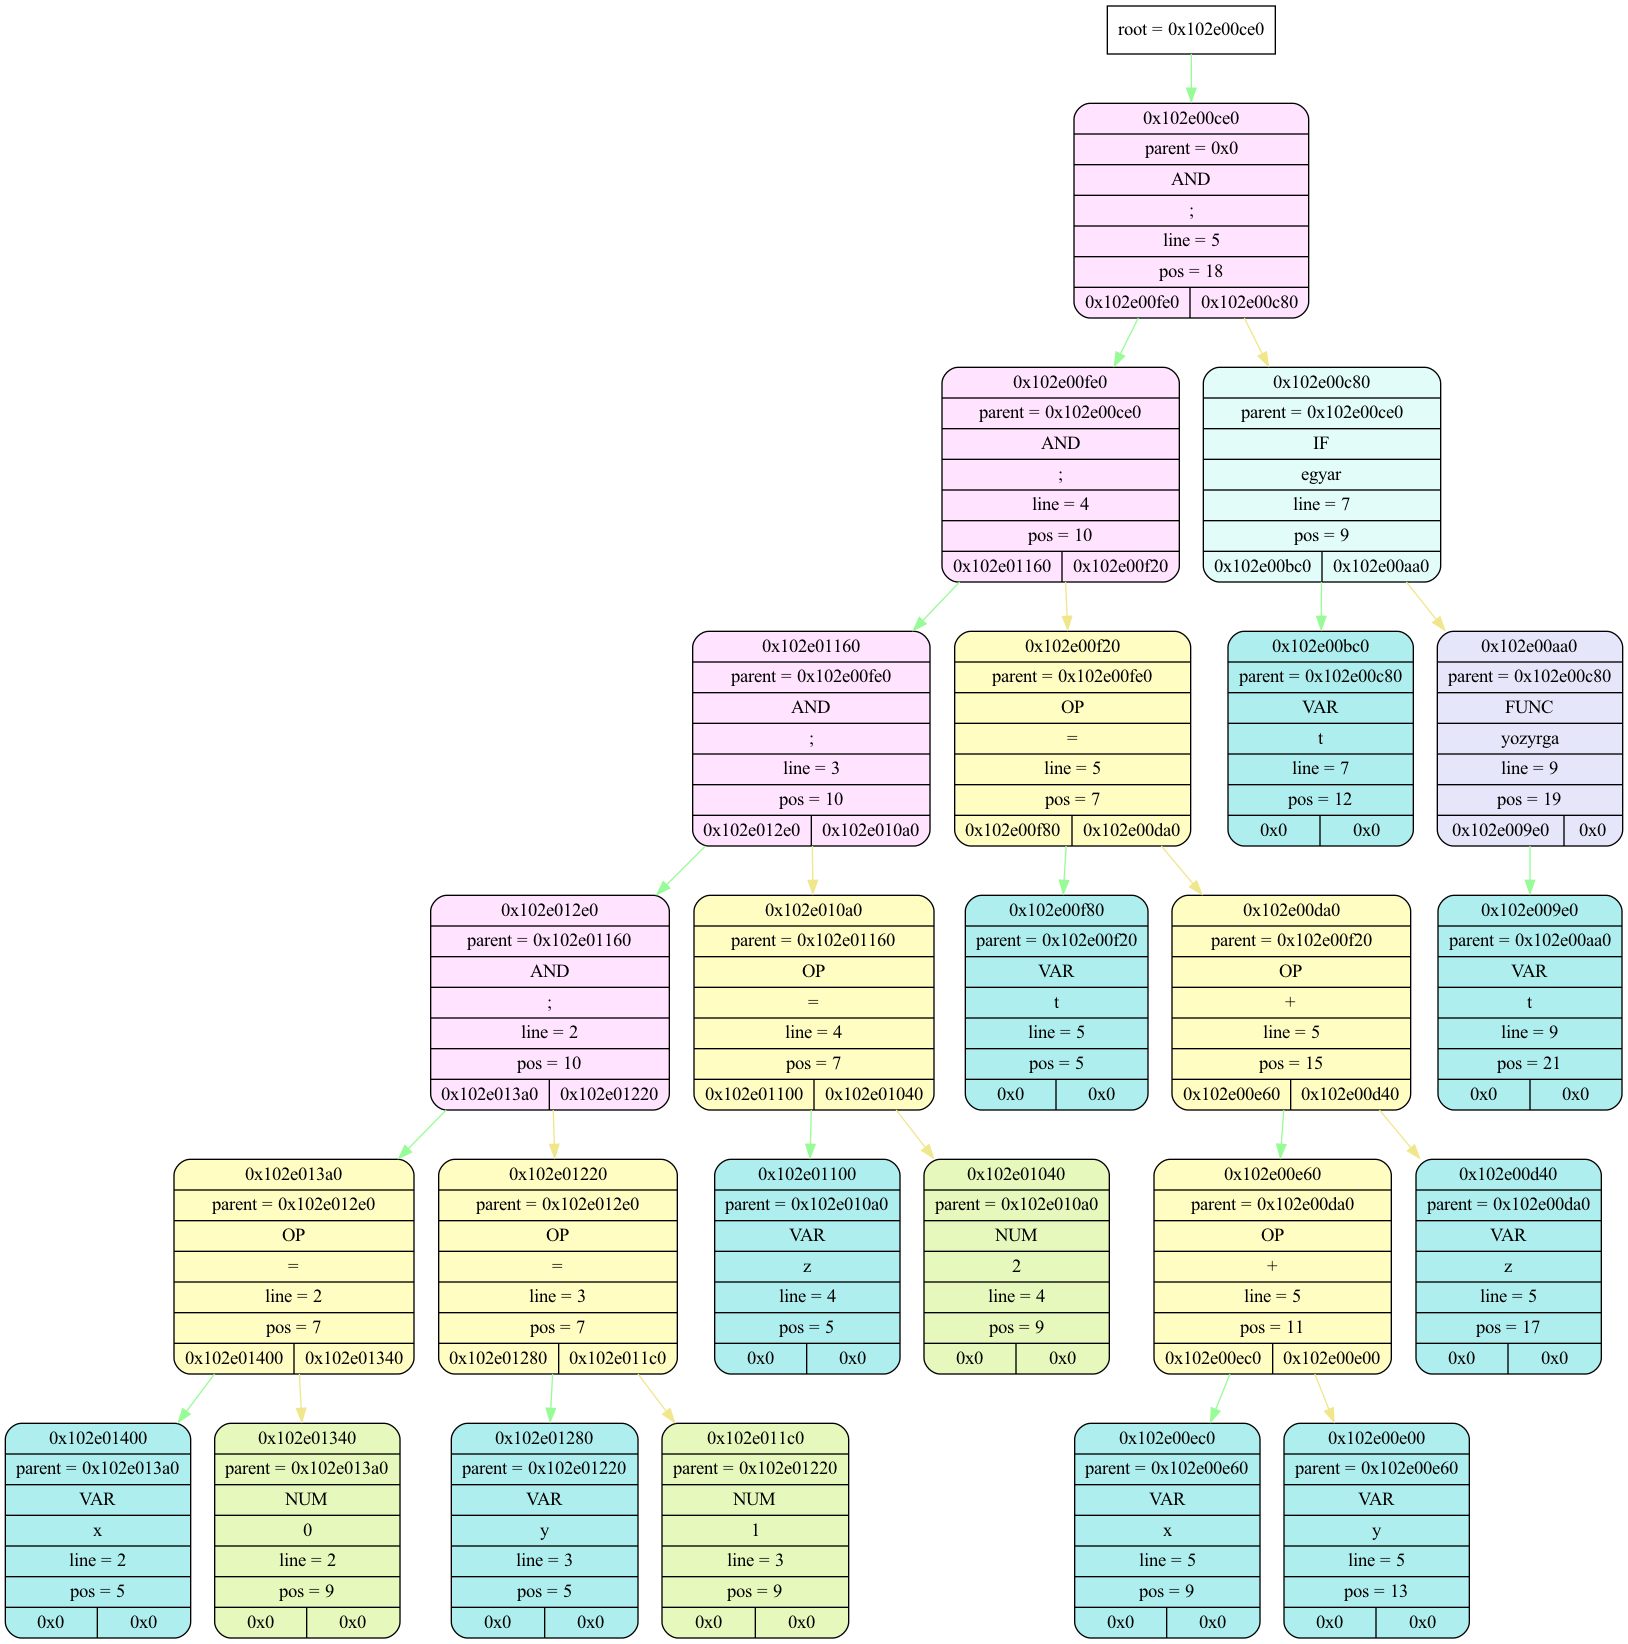 root = 0x102e00ce0
0x102e00ce0
parent = 0x0
AND
;
line = 5
pos = 18
0x102e00fe0 0x102e00c80
0x102e00fe0
parent = 0x102e00ce0
AND
;
line = 4
pos = 10
0x102e01160 0x102e00f20
0x102e00c80
parent = 0x102e00ce0
IF
egyar
line = 7
pos = 9
0x102e00bc0 0x102e00aa0
0x102e01160
parent = 0x102e00fe0
AND
;
line = 3
pos = 10
0x102e012e0 0x102e010a0
0x102e00f20
parent = 0x102e00fe0
OP
=
line = 5
pos = 7
0x102e00f80 0x102e00da0
0x102e00bc0
parent = 0x102e00c80
VAR
t
line = 7
pos = 12
0x0 0x0
0x102e00aa0
parent = 0x102e00c80
FUNC
yozyrga
line = 9
pos = 19
0x102e009e0 0x0
0x102e012e0
parent = 0x102e01160
AND
;
line = 2
pos = 10
0x102e013a0 0x102e01220
0x102e010a0
parent = 0x102e01160
OP
=
line = 4
pos = 7
0x102e01100 0x102e01040
0x102e00f80
parent = 0x102e00f20
VAR
t
line = 5
pos = 5
0x0 0x0
0x102e00da0
parent = 0x102e00f20
OP
+
line = 5
pos = 15
0x102e00e60 0x102e00d40
0x102e009e0
parent = 0x102e00aa0
VAR
t
line = 9
pos = 21
0x0 0x0
0x102e013a0
parent = 0x102e012e0
OP
=
line = 2
pos = 7
0x102e01400 0x102e01340
0x102e01220
parent = 0x102e012e0
OP
=
line = 3
pos = 7
0x102e01280 0x102e011c0
0x102e01100
parent = 0x102e010a0
VAR
z
line = 4
pos = 5
0x0 0x0
0x102e01040
parent = 0x102e010a0
NUM
2
line = 4
pos = 9
0x0 0x0
0x102e00e60
parent = 0x102e00da0
OP
+
line = 5
pos = 11
0x102e00ec0 0x102e00e00
0x102e00d40
parent = 0x102e00da0
VAR
z
line = 5
pos = 17
0x0 0x0
0x102e01400
parent = 0x102e013a0
VAR
x
line = 2
pos = 5
0x0 0x0
0x102e01340
parent = 0x102e013a0
NUM
0
line = 2
pos = 9
0x0 0x0
0x102e01280
parent = 0x102e01220
VAR
y
line = 3
pos = 5
0x0 0x0
0x102e011c0
parent = 0x102e01220
NUM
1
line = 3
pos = 9
0x0 0x0
0x102e00ec0
parent = 0x102e00e60
VAR
x
line = 5
pos = 9
0x0 0x0
0x102e00e00
parent = 0x102e00e60
VAR
y
line = 5
pos = 13
0x0 0x0